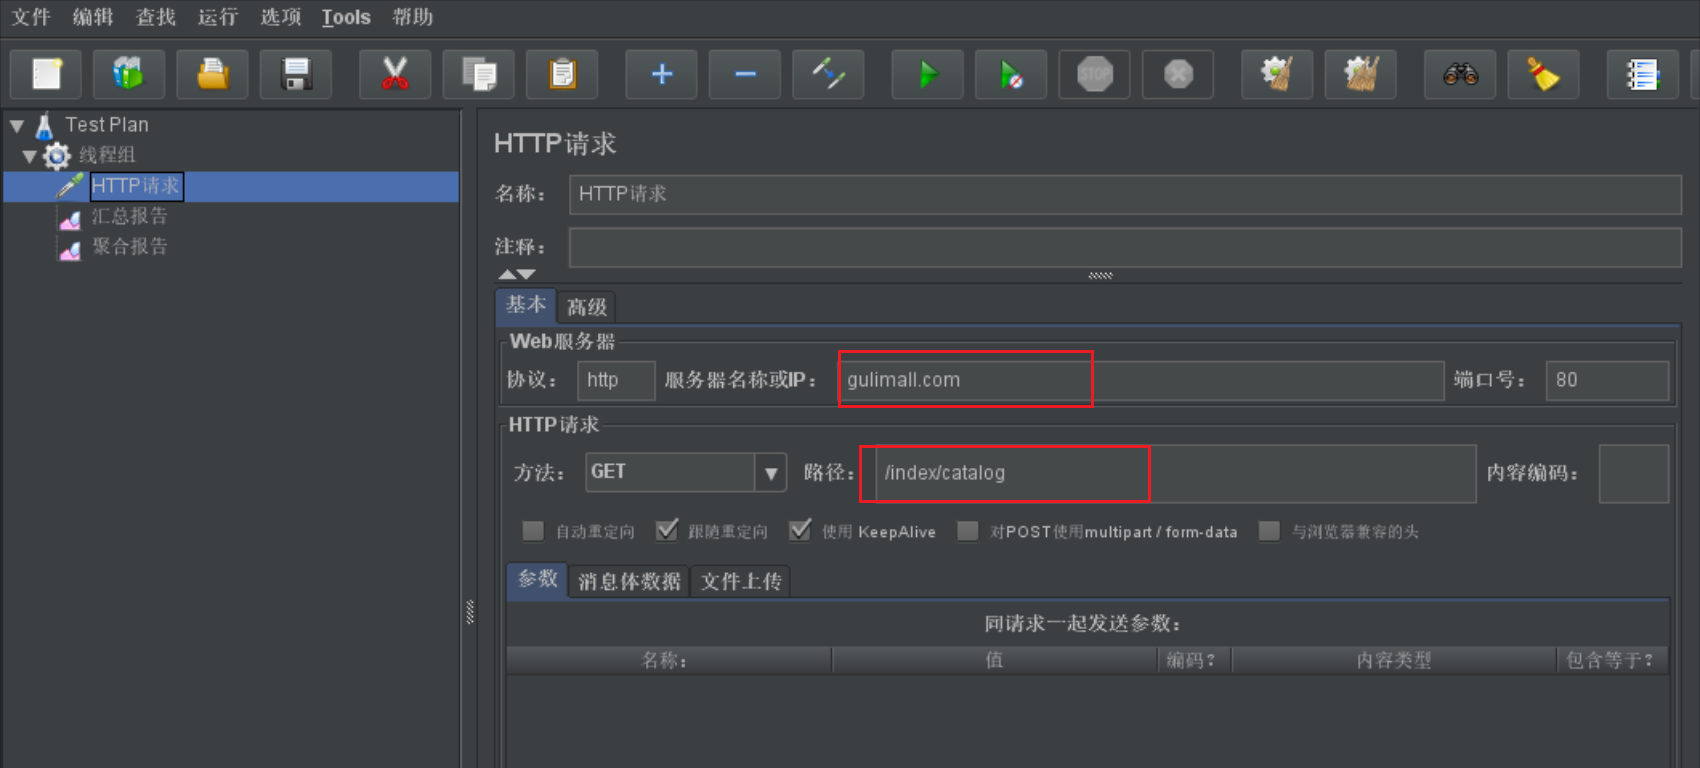 文件 编辑 查找 运行 选项 Tools 帮助
STOP
Test Plan
线程组
HTTP请求
汇总报告
聚合报告
HTTP请求
名称： HTTP请求
注释：
基本 高级
Web服务器
协议： http 服务器名称或IP： gulimall.com 端口号： 80
HTTP请求
方法： GET 路径： /index/catalog 内容编码：
自动重定向 跟随重定向 使用 KeepAlive 对POST使用multipart / form-data 与浏览器兼容的头
参数 消息体数据 文件上传
同请求一起发送参数：
名称： 值 编码？ 内容类型 包含等于？